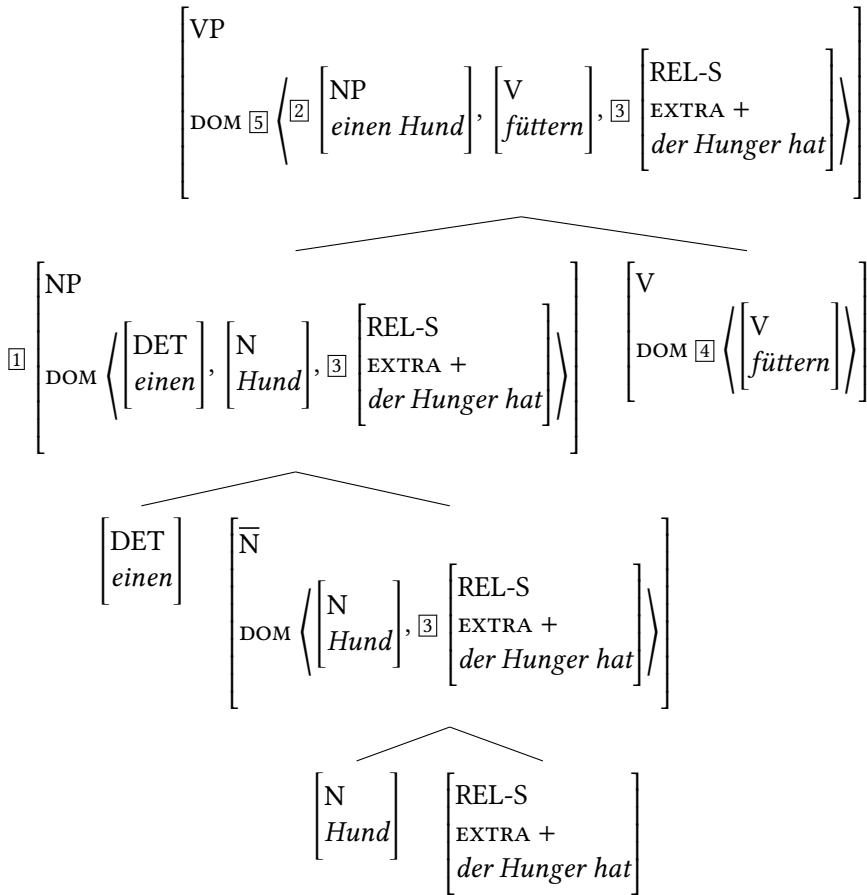 VP
DOM 5 ⟨ 2 [NP einen Hund], [V füttern], 3 [REL-S EXTRA + der Hunger hat] ⟩
1 NP
DOM ⟨ [DET einen], [N Hund], 3 [REL-S EXTRA + der Hunger hat] ⟩
V
DOM 4 ⟨ [V füttern] ⟩
DET
einen
N̅
DOM ⟨ [N Hund], 3 [REL-S EXTRA + der Hunger hat] ⟩
N
Hund
REL-S
EXTRA +
der Hunger hat